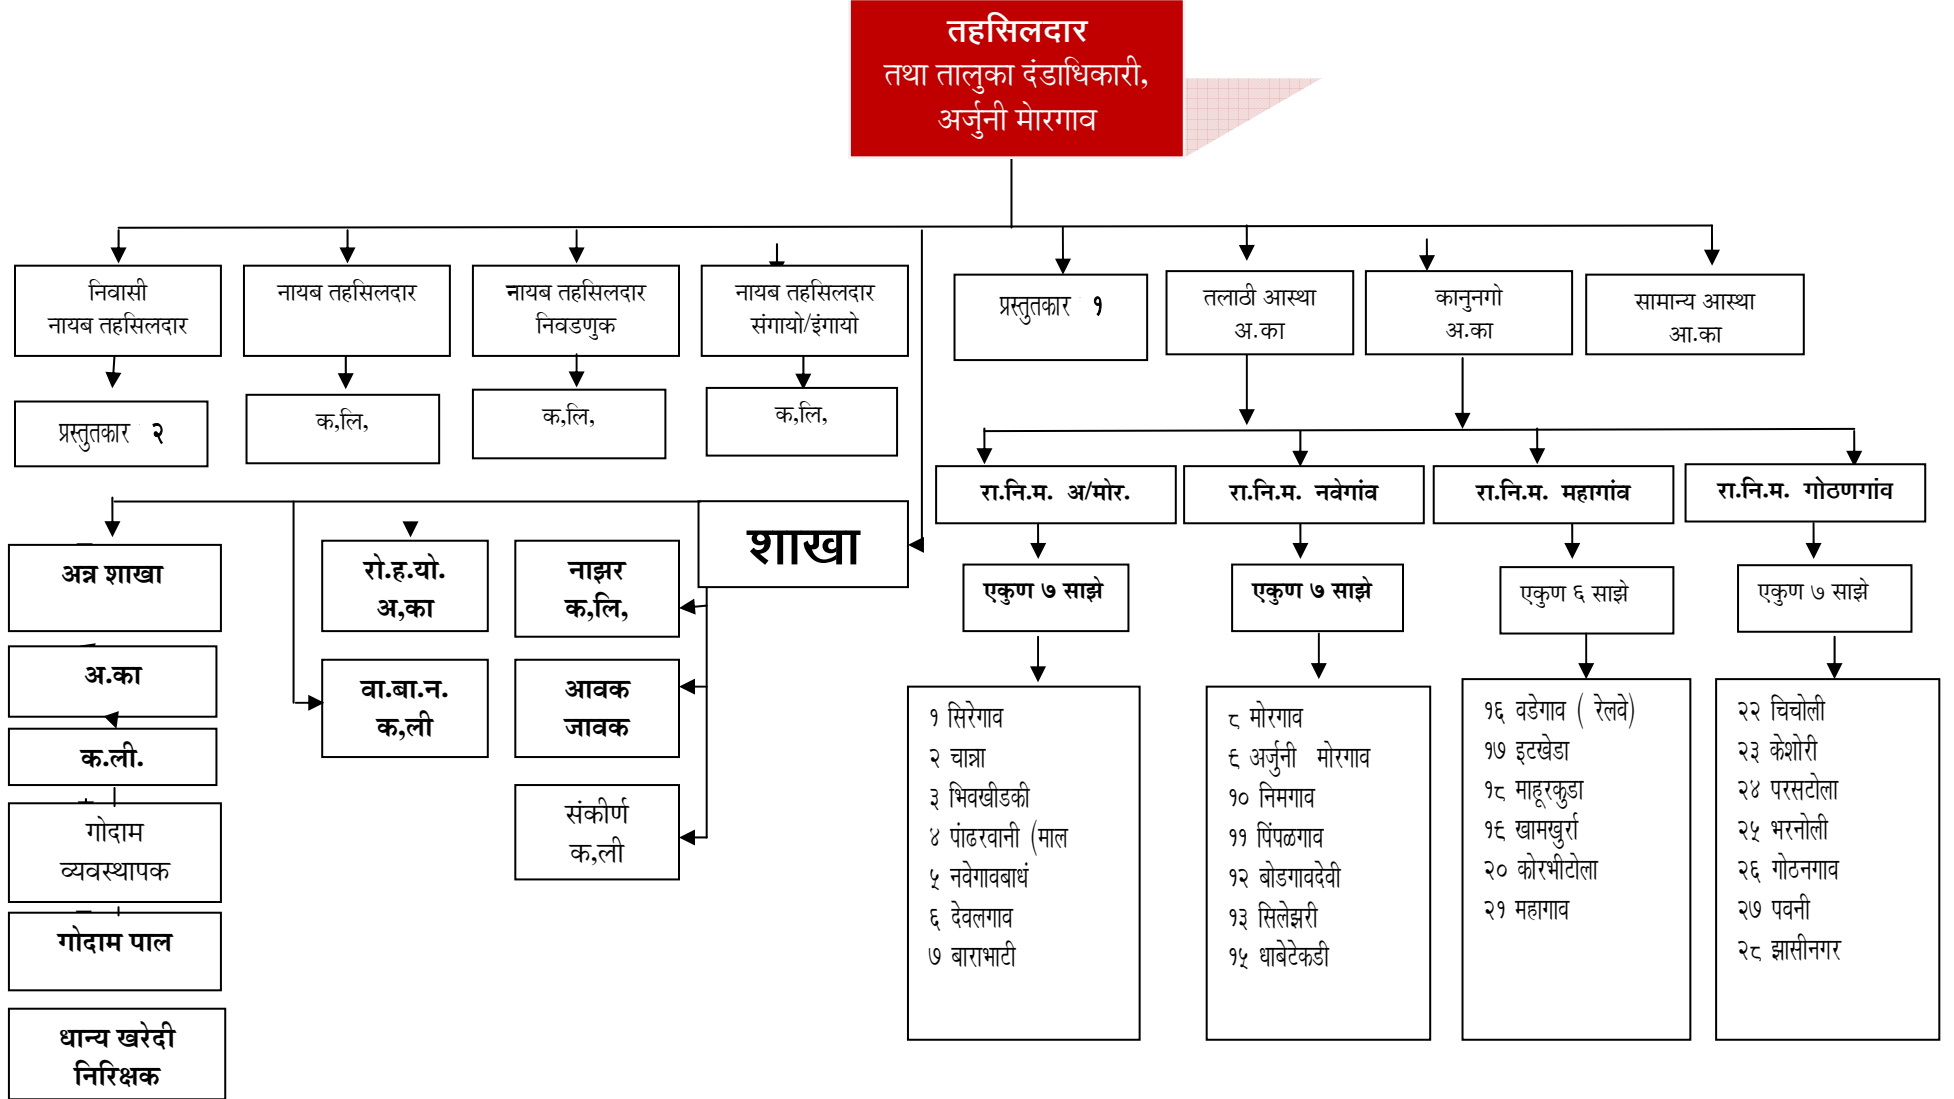 तहसिलदार
तथा तालुका दंडाधिकारी,
अर्जुनी मेारगाव
निवासी
नायब तहसिलदार
नायब तहसिलदार
नायब तहसिलदार
निवडणुक
नायब तहसिलदार
संगायो/इंगायो
प्रस्तुतकार १
तलाठी आस्था
अ.का
कानुनगो
अ.का
सामान्य आस्था
आ.का
प्रस्तुतकार २
क,लि,
क,लि,
क,लि,
रा.नि.म. अ/मोर.
रा.नि.म. नवेगांव
रा.नि.म. महागांव
रा.नि.म. गोठणगांव
शाखा
अन्न शाखा
रो.ह.यो.
अ,का
नाझर
क,लि,
एकुण ७ साझे
एकुण ७ साझे
एकुण ६ साझे
एकुण ७ साझे
अ.का
वा.बा.न.
क,ली
आवक
जावक
क.ली.
संकीर्ण
क,ली
गोदाम
व्यवस्थापक
गोदाम पाल
धान्य खरेदी
निरिक्षक
१ सिरेगाव
२ चान्ना
३ भिवखीडकी
४ पांढरवानी (माल
५ नवेगावबाधं
६ देवलगाव
७ बाराभाटी
८ मोरगाव
९ अर्जुनी मोरगाव
१० निमगाव
११ पिंपळगाव
१२ बोडगावदेवी
१३ सिलेझरी
१५ धाबेटेकडी
१६ वडेगाव ( रेलवे)
१७ इटखेडा
१८ माहूरकुडा
१९ खामखुर्रा
२० कोरभीटोला
२१ महागाव
२२ चिचोली
२३ केशोरी
२४ परसटोला
२५ भरनोली
२६ गोठनगाव
२७ पवनी
२८ झासीनगर